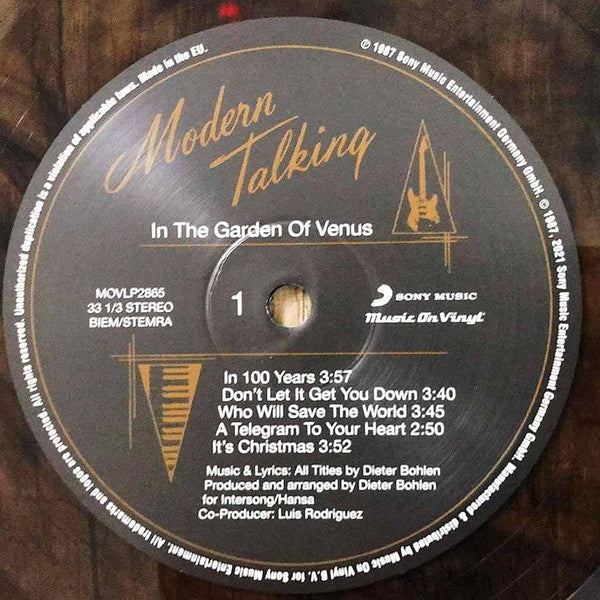 Modern
Talking
In The Garden Of Venus
MOVLP2865
33 1/3 STEREO
BIEM/STEMRA
1
SONY MUSIC
Music On Vinyl
In 100 Years 3:57
Don't Let It Get You Down 3:40
Who Will Save The World 3:45
A Telegram To Your Heart 2:50
It's Christmas 3:52
Music & Lyrics: All Titles by Dieter Bohlen
Produced and arranged by Dieter Bohlen
for Intersong/Hansa
Co-Producer: Luis Rodriguez
℗ 1987 Sony Music Entertainment Germany GmbH. © 1987, 2021 Sony Music Entertainment Germany GmbH. Manufactured & distributed by Music On Vinyl B.V. for Sony Music Entertainment. All trademarks and logos are protected. All rights reserved. Unauthorized duplication is a violation of applicable laws. Made in the EU.